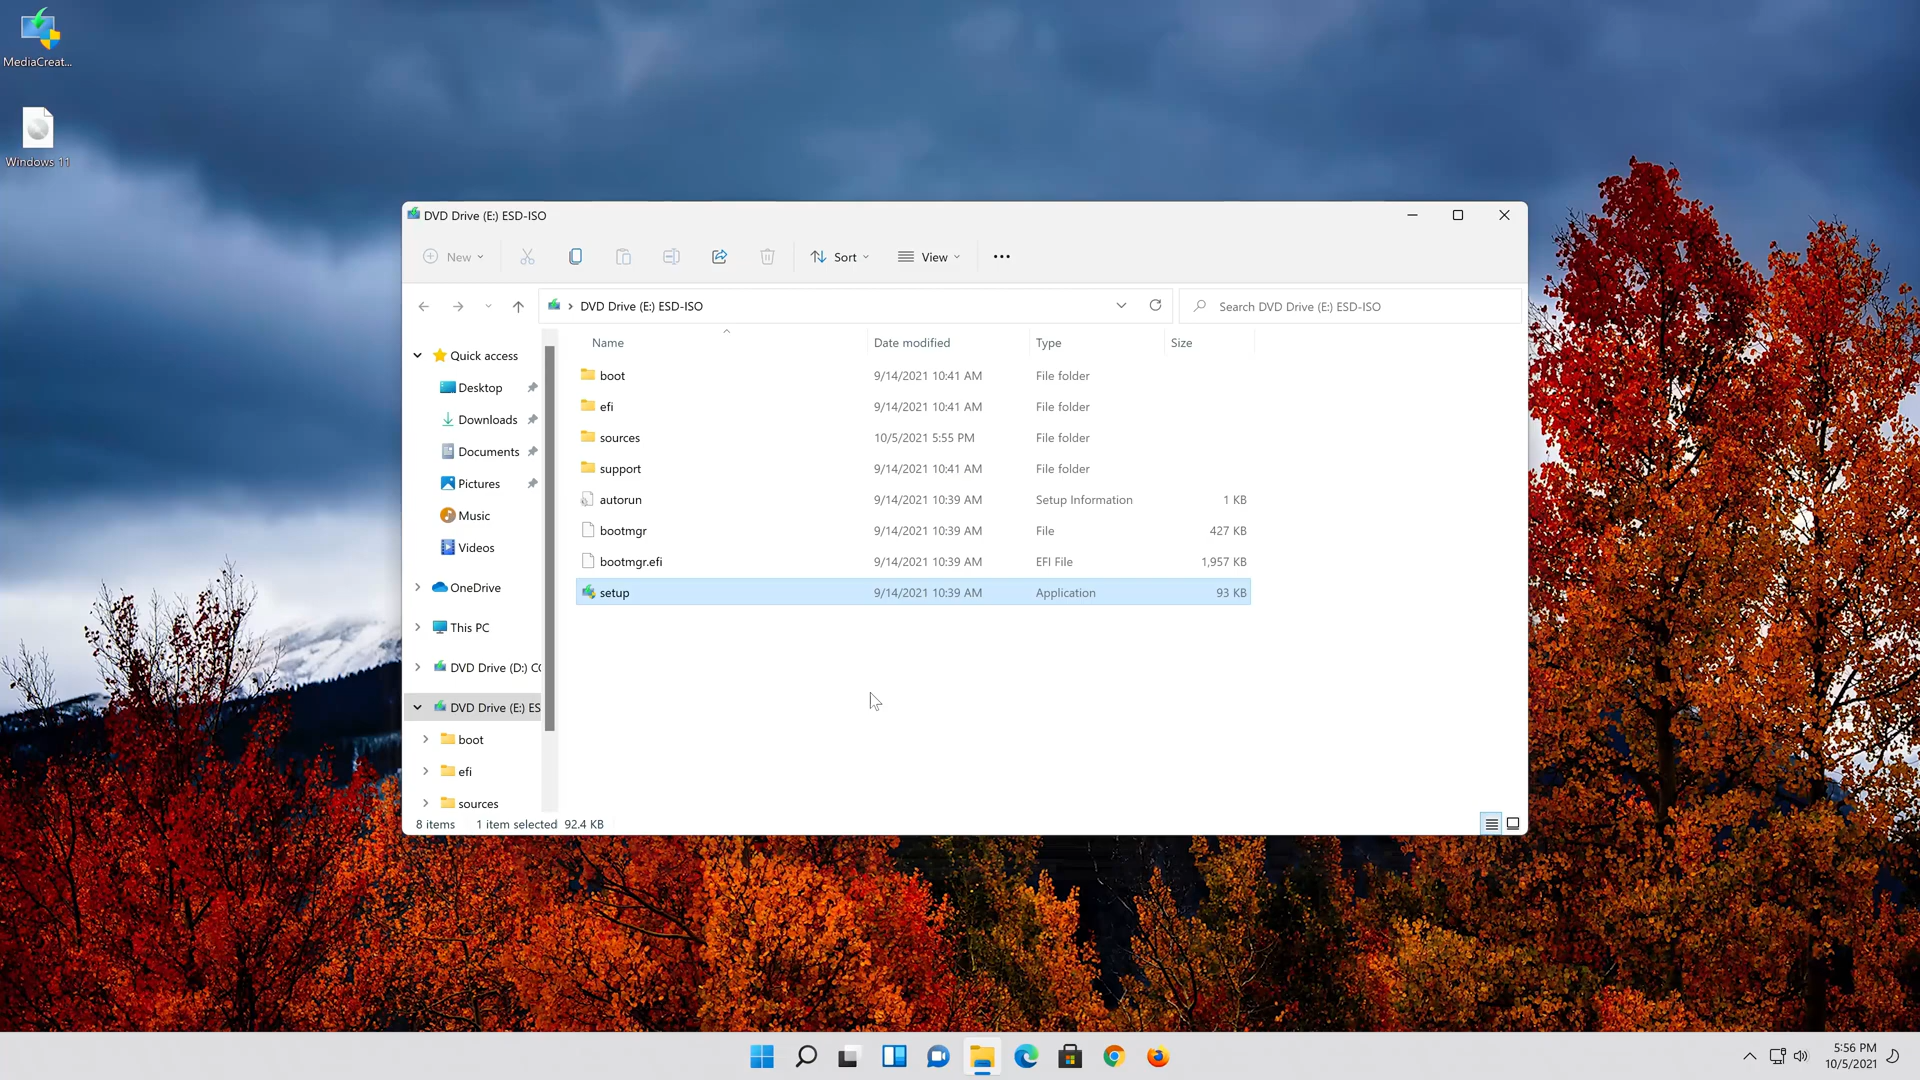 MediaCreat...
Windows 11
DVD Drive (E:) ESD-ISO
New
Sort
View
DVD Drive (E:) ESD-ISO
Search DVD Drive (E:) ESD-ISO
Name Date modified Type Size
boot 9/14/2021 10:41 AM File folder
efi 9/14/2021 10:41 AM File folder
sources 10/5/2021 5:55 PM File folder
support 9/14/2021 10:41 AM File folder
autorun 9/14/2021 10:39 AM Setup Information 1 KB
bootmgr 9/14/2021 10:39 AM File 427 KB
bootmgr.efi 9/14/2021 10:39 AM EFI File 1,957 KB
setup 9/14/2021 10:39 AM Application 93 KB
Quick access
Desktop
Downloads
Documents
Pictures
Music
Videos
OneDrive
This PC
DVD Drive (D:) CC
DVD Drive (E:) ES
boot
efi
sources
8 items 1 item selected 92.4 KB
5:56 PM
10/5/2021